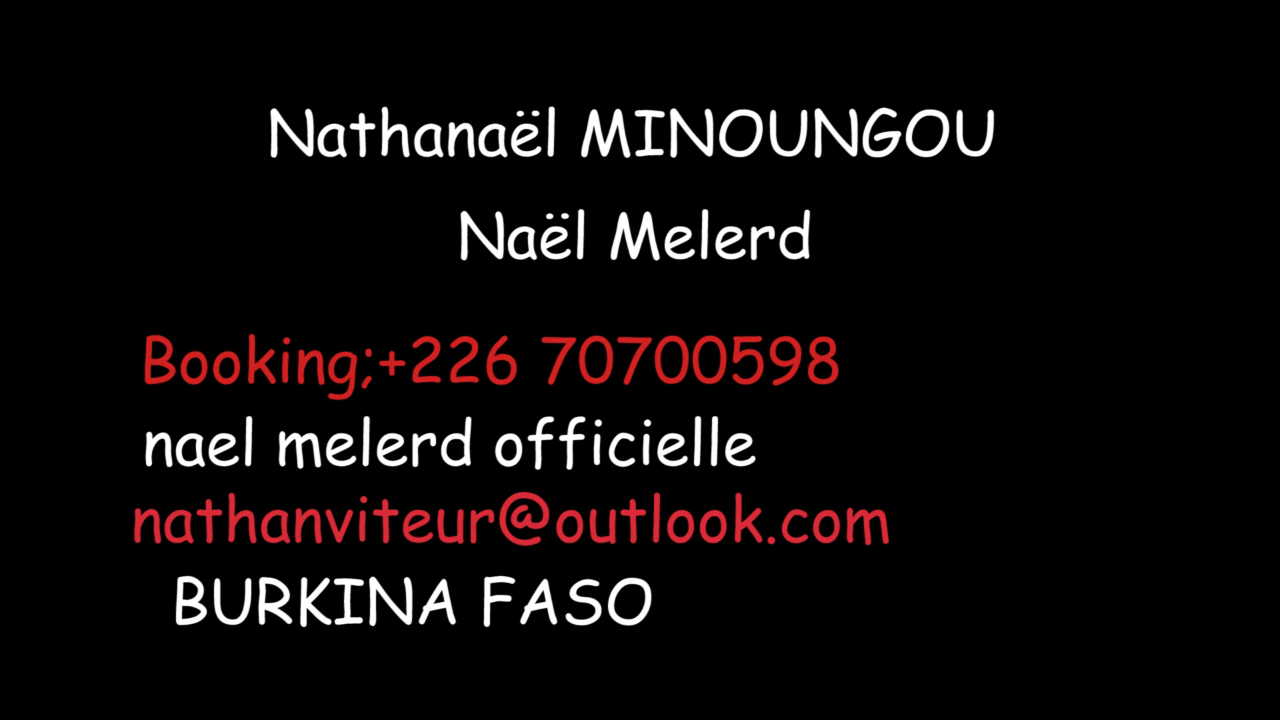 Nathanaël MINOUNGOU
Naël Melerd
Booking;+226 70700598
nael melerd officielle
nathanviteur@outlook.com
BURKINA FASO